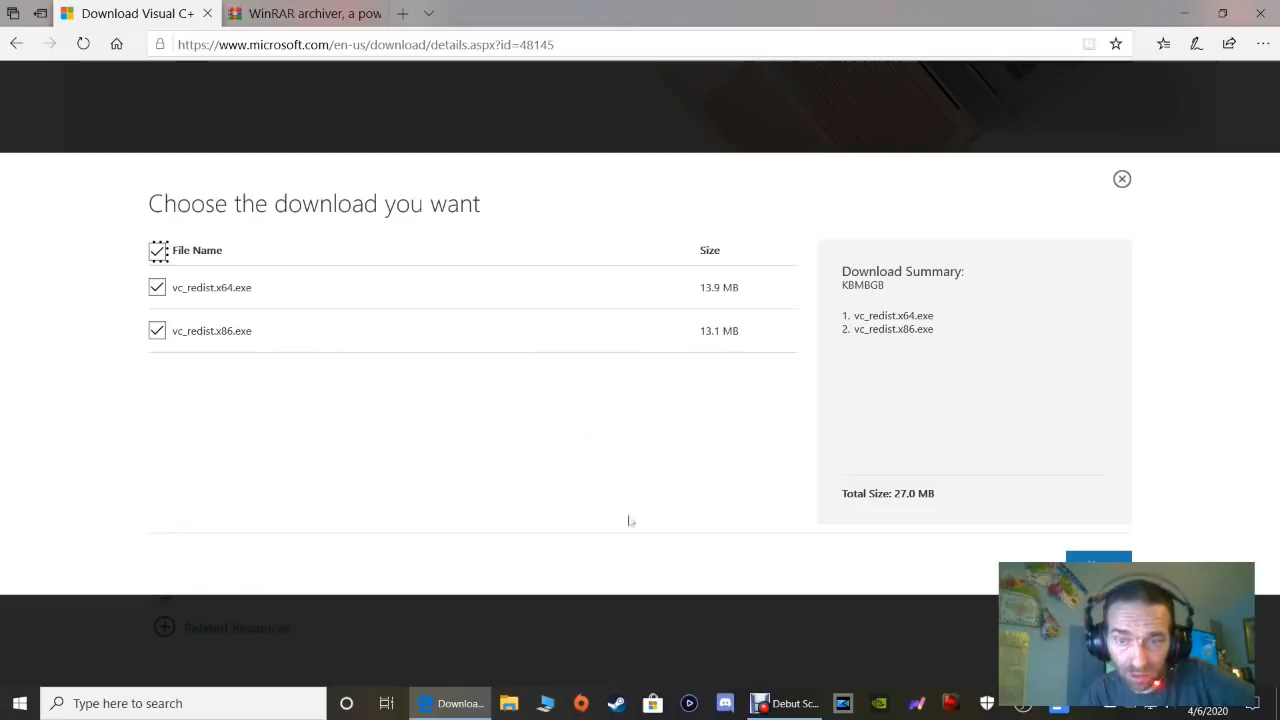 Download Visual C+
WinRAR archiver, a pow
https://www.microsoft.com/en-us/download/details.aspx?id=48145
Choose the download you want
File Name Size
vc_redist.x64.exe 13.9 MB
vc_redist.x86.exe 13.1 MB
Download Summary:
KBMBGB
1. vc_redist.x64.exe
2. vc_redist.x86.exe
Total Size: 27.0 MB
Related Resources
Type here to search
Downloa...
Debut Sc...
4/6/2020